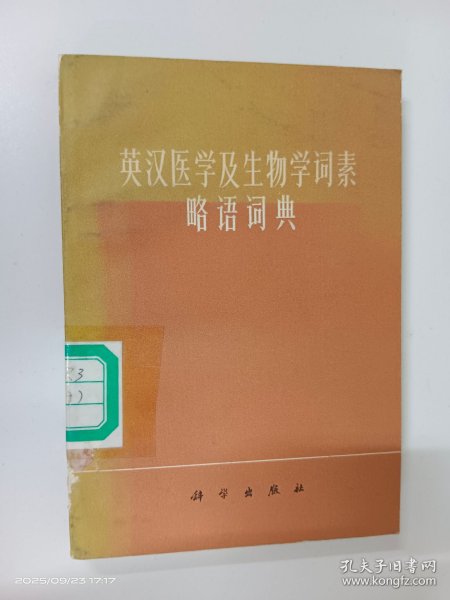 英汉医学及生物学词素
略语词典
科学出版社
2025/09/23 17:17
孔夫子旧书网
www.kongfz.com